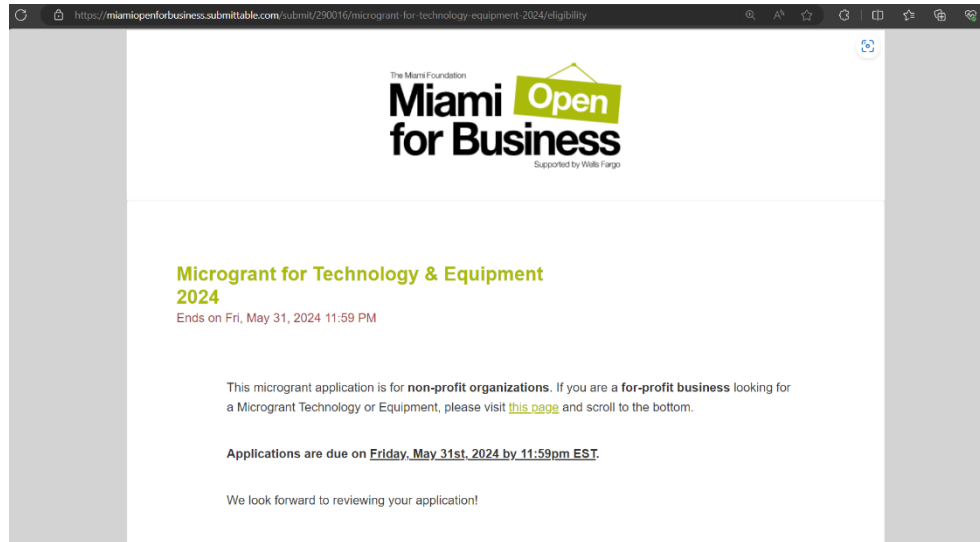 https://miamiopenforbusiness.submittable.com/submit/290016/microgrant-for-technology-equipment-2024/eligibility
The Miami Foundation
Miami Open
for Business
Supported by Wells Fargo
Microgrant for Technology & Equipment
2024
Ends on Fri, May 31, 2024 11:59 PM
This microgrant application is for non-profit organizations. If you are a for-profit business looking for
a Microgrant Technology or Equipment, please visit this page and scroll to the bottom.
Applications are due on Friday, May 31st, 2024 by 11:59pm EST.
We look forward to reviewing your application!